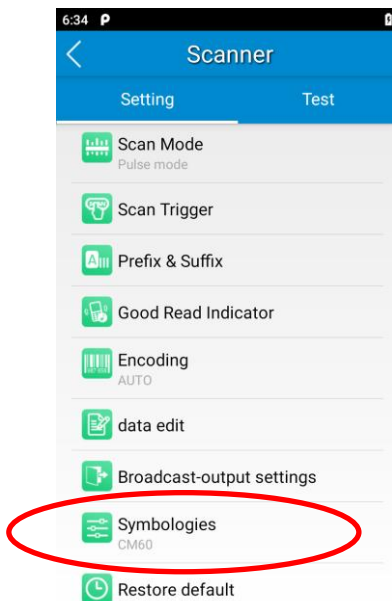 6:34 P
Scanner
Setting Test
Scan Mode
Pulse mode
Scan Trigger
Prefix & Suffix
Good Read Indicator
Encoding
AUTO
data edit
Broadcast-output settings
Symbologies
CM60
Restore default